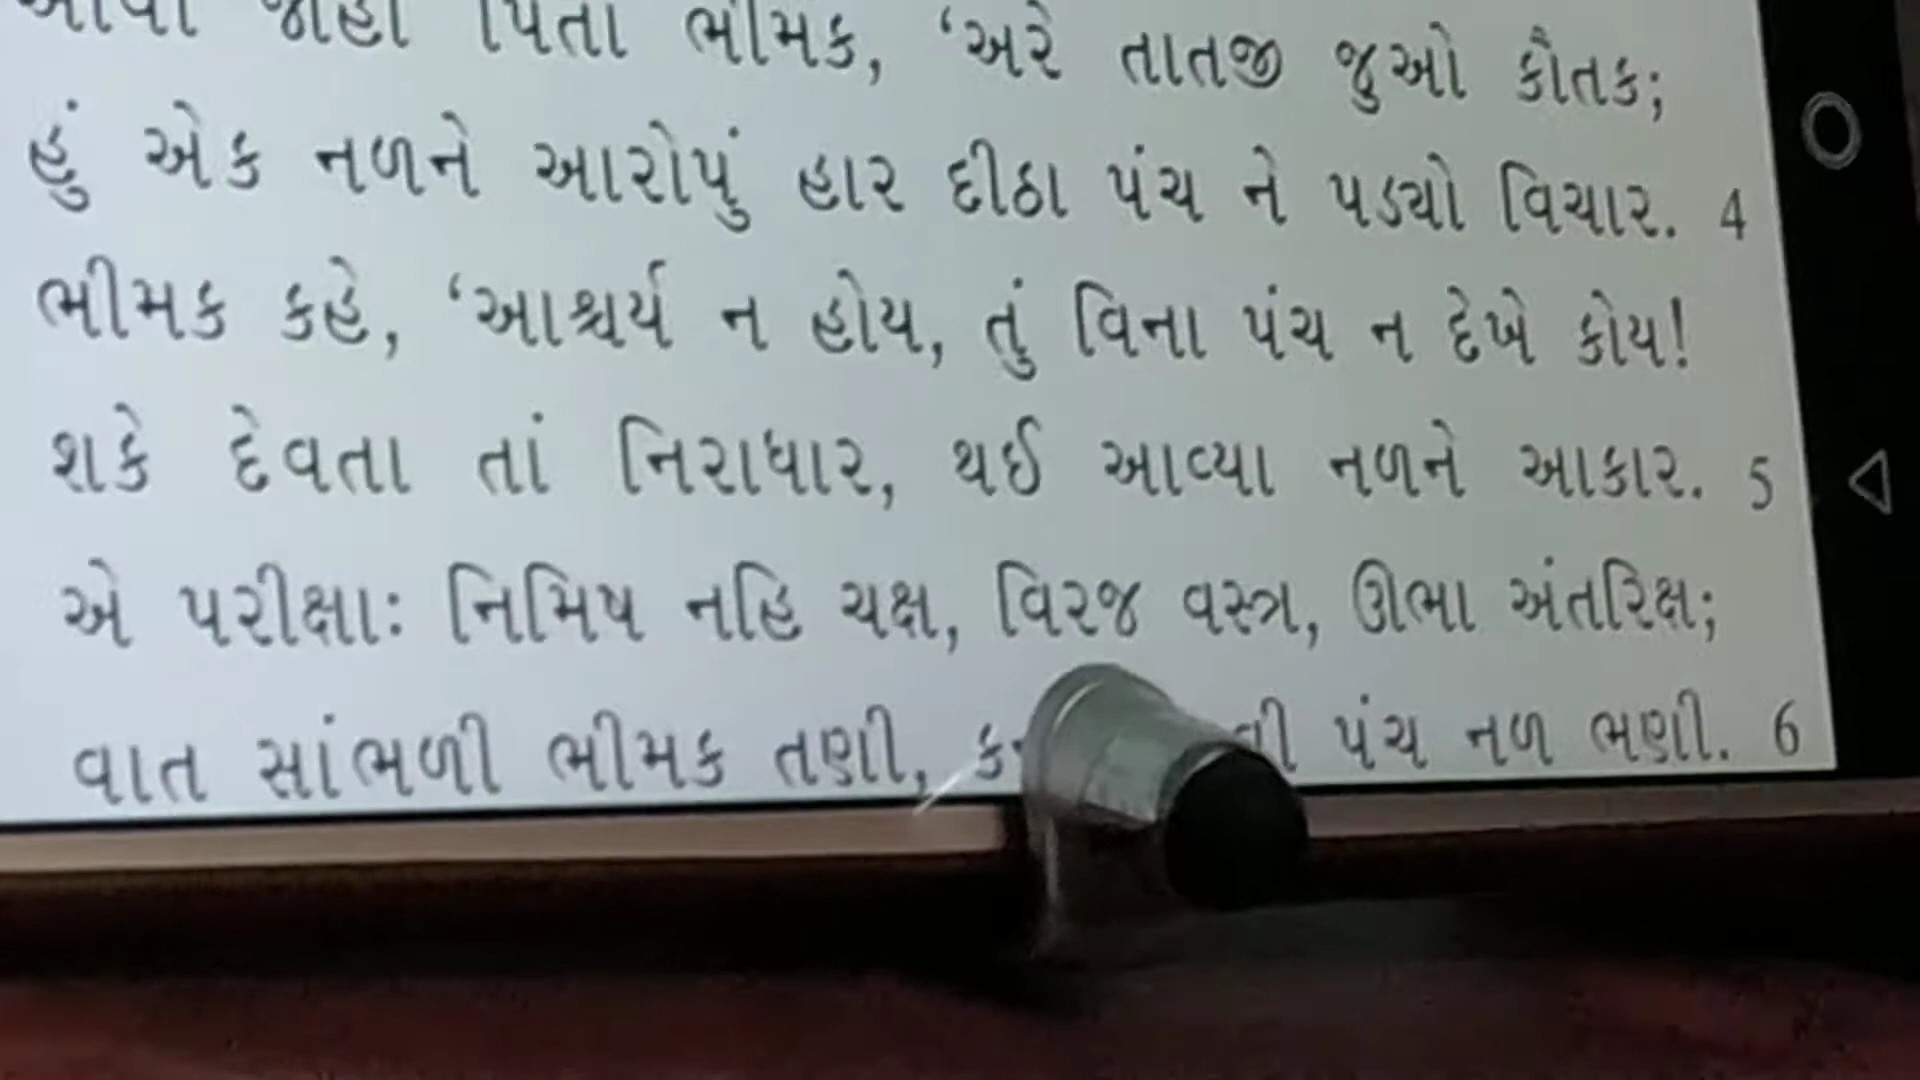 પિતા ભીમક, ‘અરે તાતજી જુઓ કૌતક;
હું એક નળને આરોપું હાર દીઠા પંચ ને પડ્યો વિચાર. 4
ભીમક કહે, ‘આશ્ચર્ય ન હોય, તું વિના પંચ ન દેખે કોય!
શકે દેવતા તાં નિરાધાર, થઈ આવ્યા નળને આકાર. 5
એ પરીક્ષાઃ નિમિષ નહિ ચક્ષ, વિરજ વસ્ત્ર, ઊભા અંતરિક્ષ;
વાત સાંભળી ભીમક તણી, પંચ નળ ભણી. 6